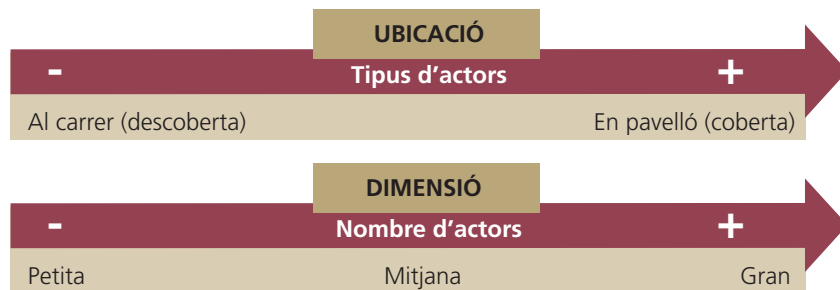 UBICACIÓ
- Tipus d’actors +
Al carrer (descoberta) En pavelló (coberta)
DIMENSIÓ
- Nombre d’actors +
Petita Mitjana Gran